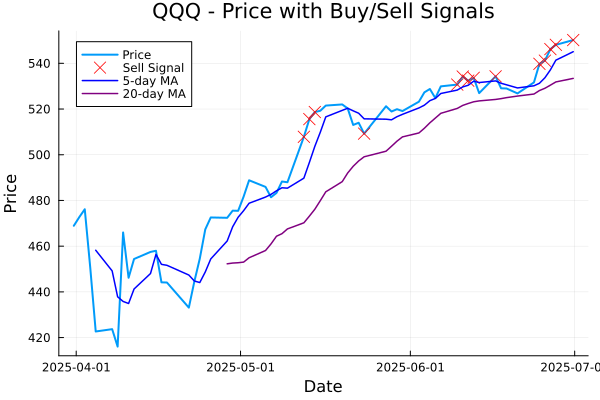 QQQ - Price with Buy/Sell Signals
Price
Sell Signal
5-day MA
20-day MA
540
520
500
480
460
440
420
Price
2025-04-01
2025-05-01
2025-06-01
2025-07-0
Date